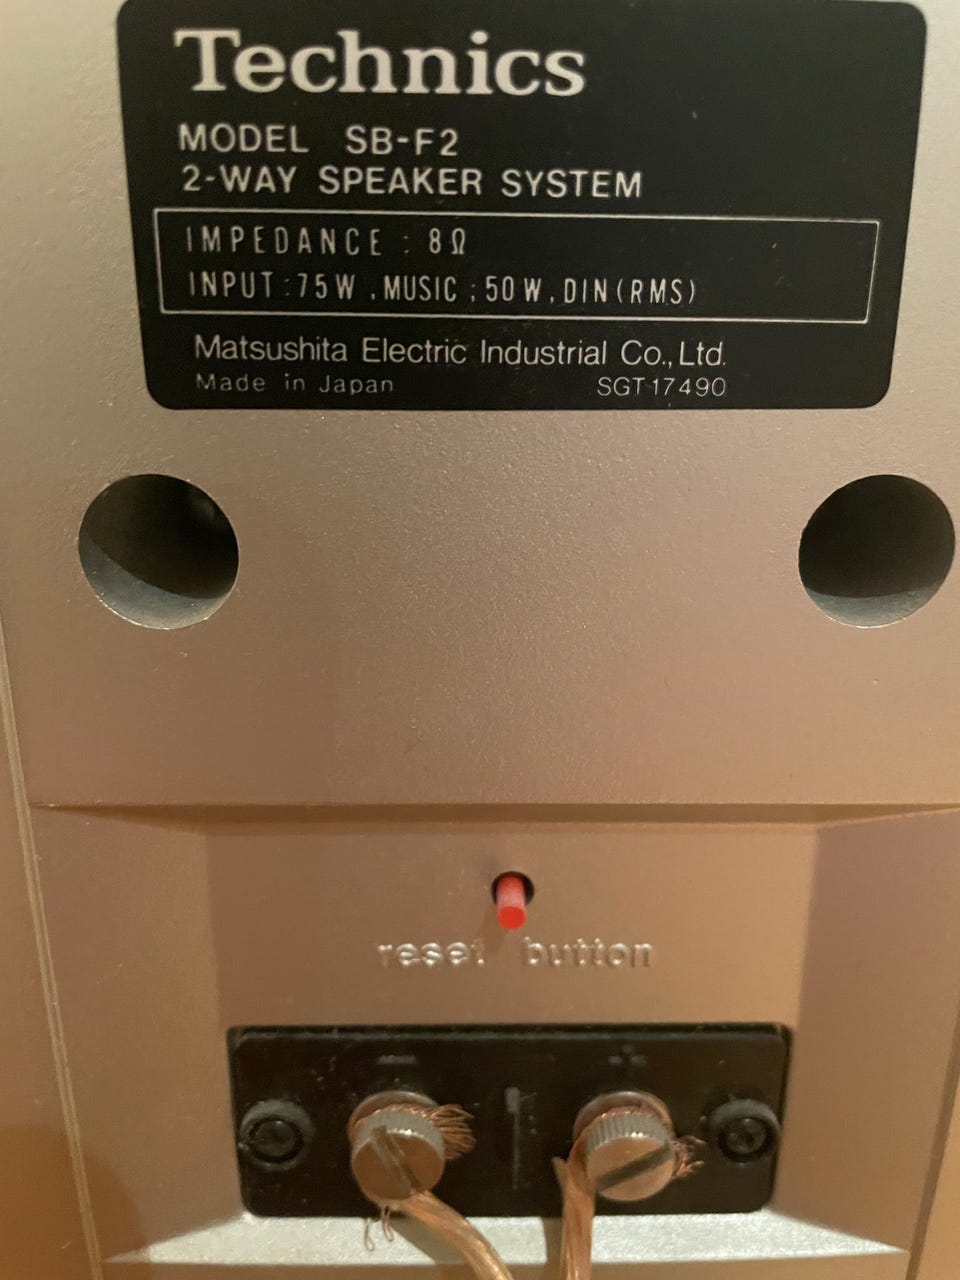 Technics
MODEL SB-F2
2-WAY SPEAKER SYSTEM
IMPEDANCE : 8Ω
INPUT : 75W , MUSIC ; 50W , DIN (RMS)
Matsushita Electric Industrial Co., Ltd.
Made in Japan SGT17490
reset button
− +